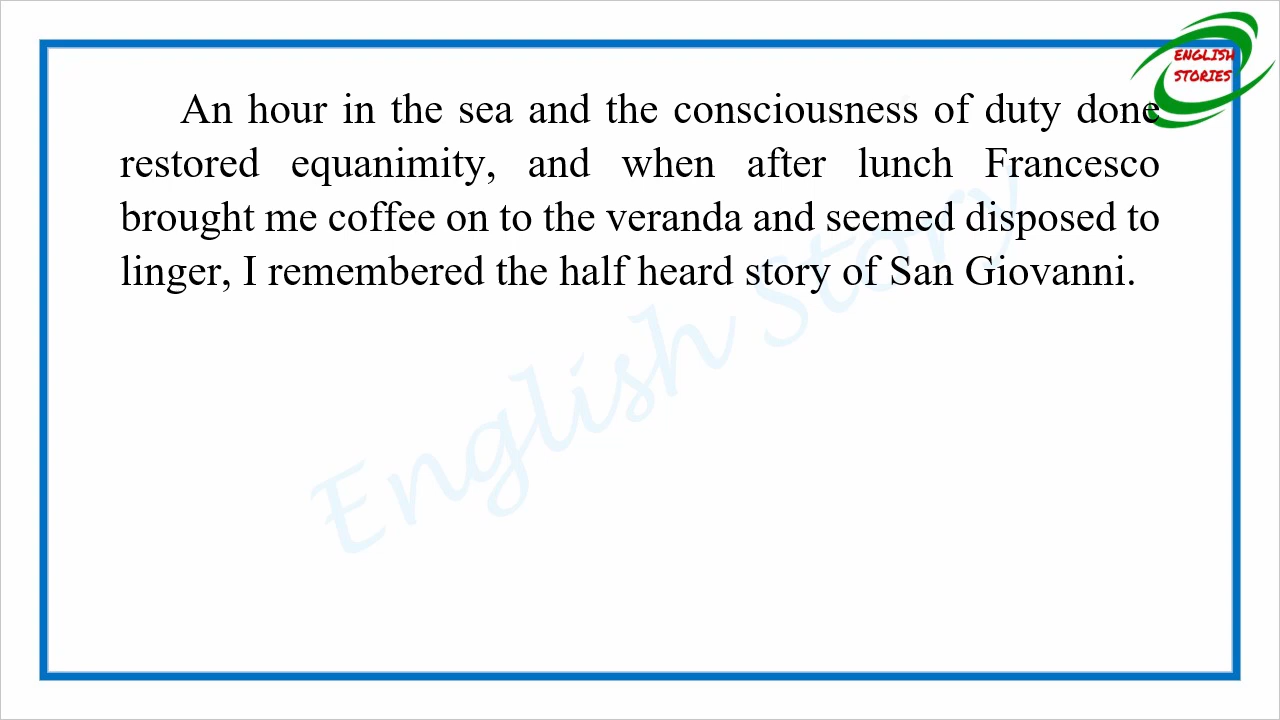 ENGLISH
STORIES
An hour in the sea and the consciousness of duty done
restored equanimity, and when after lunch Francesco
brought me coffee on to the veranda and seemed disposed to
linger, I remembered the half heard story of San Giovanni.
English Story